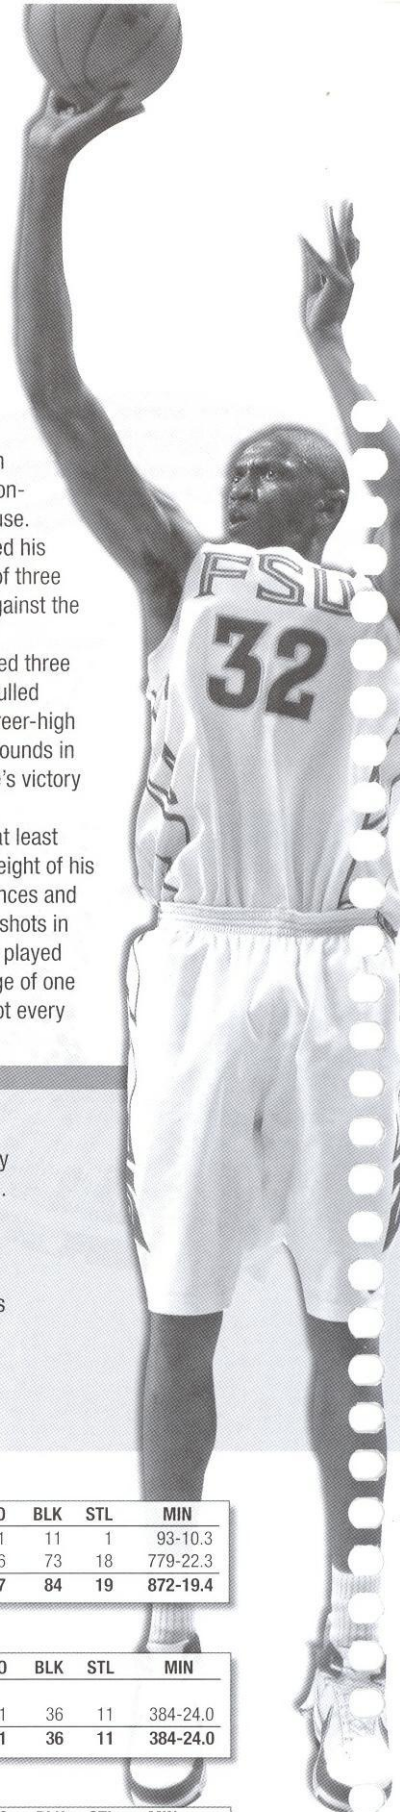 on-
use.
ed his
of three
gainst the
FSU
32
ed three
ulled
reer-high
ounds in
e's victory
at least
eight of his
nces and
shots in
played
ge of one
ot every
y
.
s
BLK STL MIN
1 11 1 93-10.3
6 73 18 779-22.3
7 84 19 872-19.4
BLK STL MIN
1 36 11 384-24.0
1 36 11 384-24.0